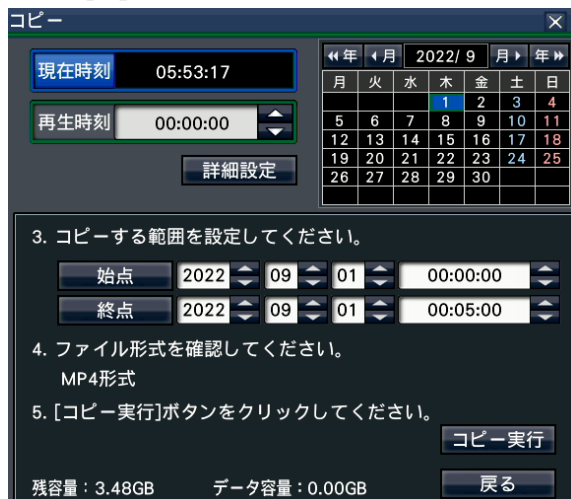 コピー
現在時刻 05:53:17
再生時刻 00:00:00
詳細設定
年 月 2022/ 9 月 年
月 火 水 木 金 土 日
1 2 3 4
5 6 7 8 9 10 11
12 13 14 15 16 17 18
19 20 21 22 23 24 25
26 27 28 29 30
3. コピーする範囲を設定してください。
始点 2022 09 01 00:00:00
終点 2022 09 01 00:05:00
4. ファイル形式を確認してください。
MP4形式
5. [コピー実行]ボタンをクリックしてください。
コピー実行
残容量：3.48GB データ容量：0.00GB 戻る